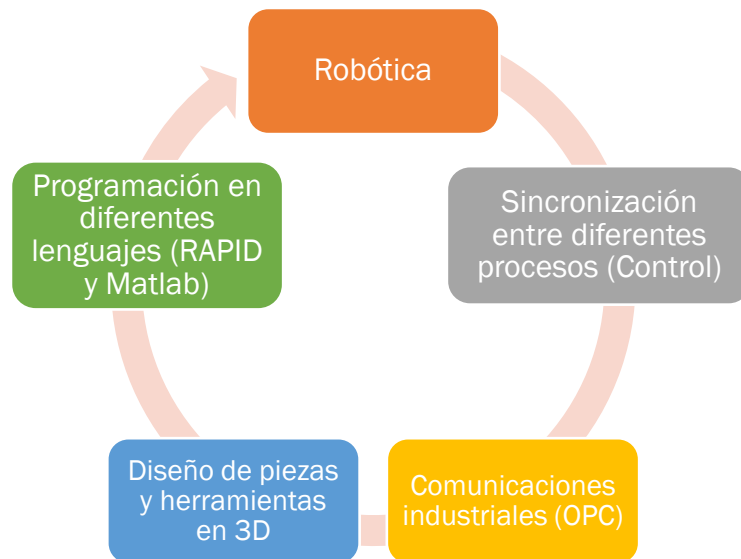 Robótica
Sincronización
entre diferentes
procesos (Control)
Comunicaciones
industriales (OPC)
Diseño de piezas
y herramientas
en 3D
Programación en
diferentes
lenguajes (RAPID
y Matlab)